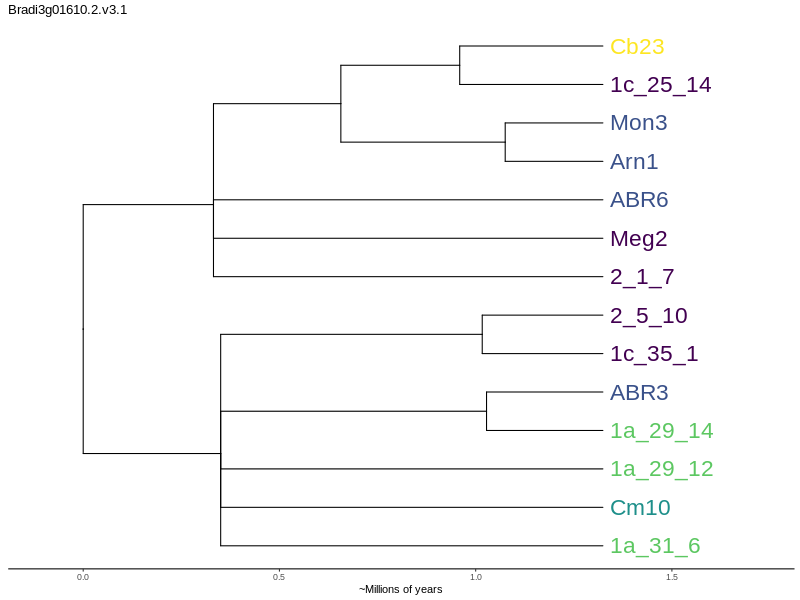 Bradi3g01610.2.v3.1
Cb23
1c_25_14
Mon3
Arn1
ABR6
Meg2
2_1_7
2_5_10
1c_35_1
ABR3
1a_29_14
1a_29_12
Cm10
1a_31_6
0.0 0.5 1.0 1.5
~Millions of years